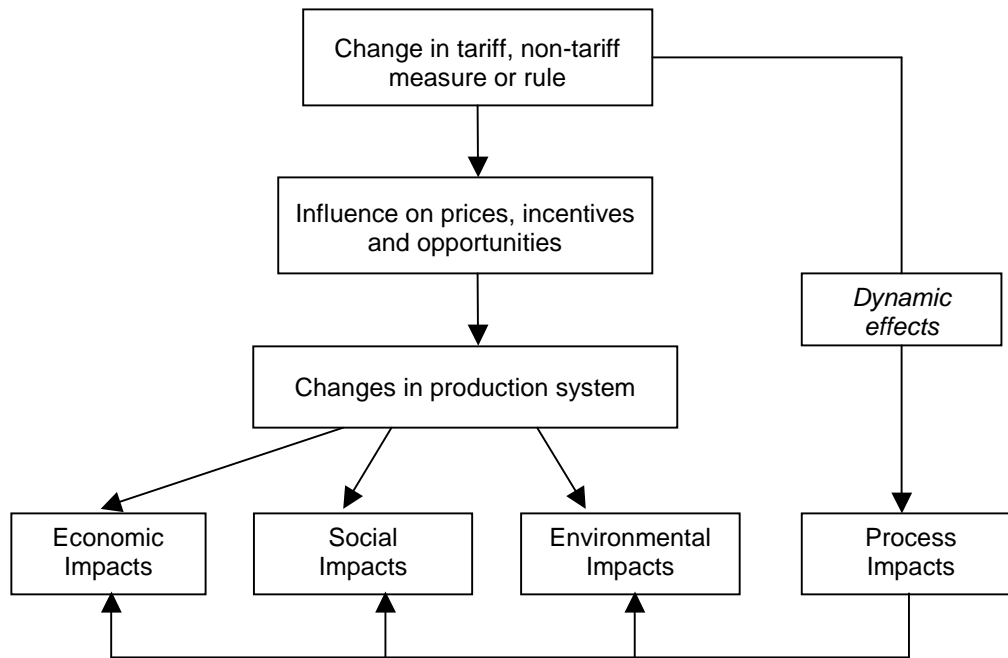 Change in tariff, non-tariff
measure or rule
Influence on prices, incentives
and opportunities
Dynamic
effects
Changes in production system
Economic
Impacts
Social
Impacts
Environmental
Impacts
Process
Impacts